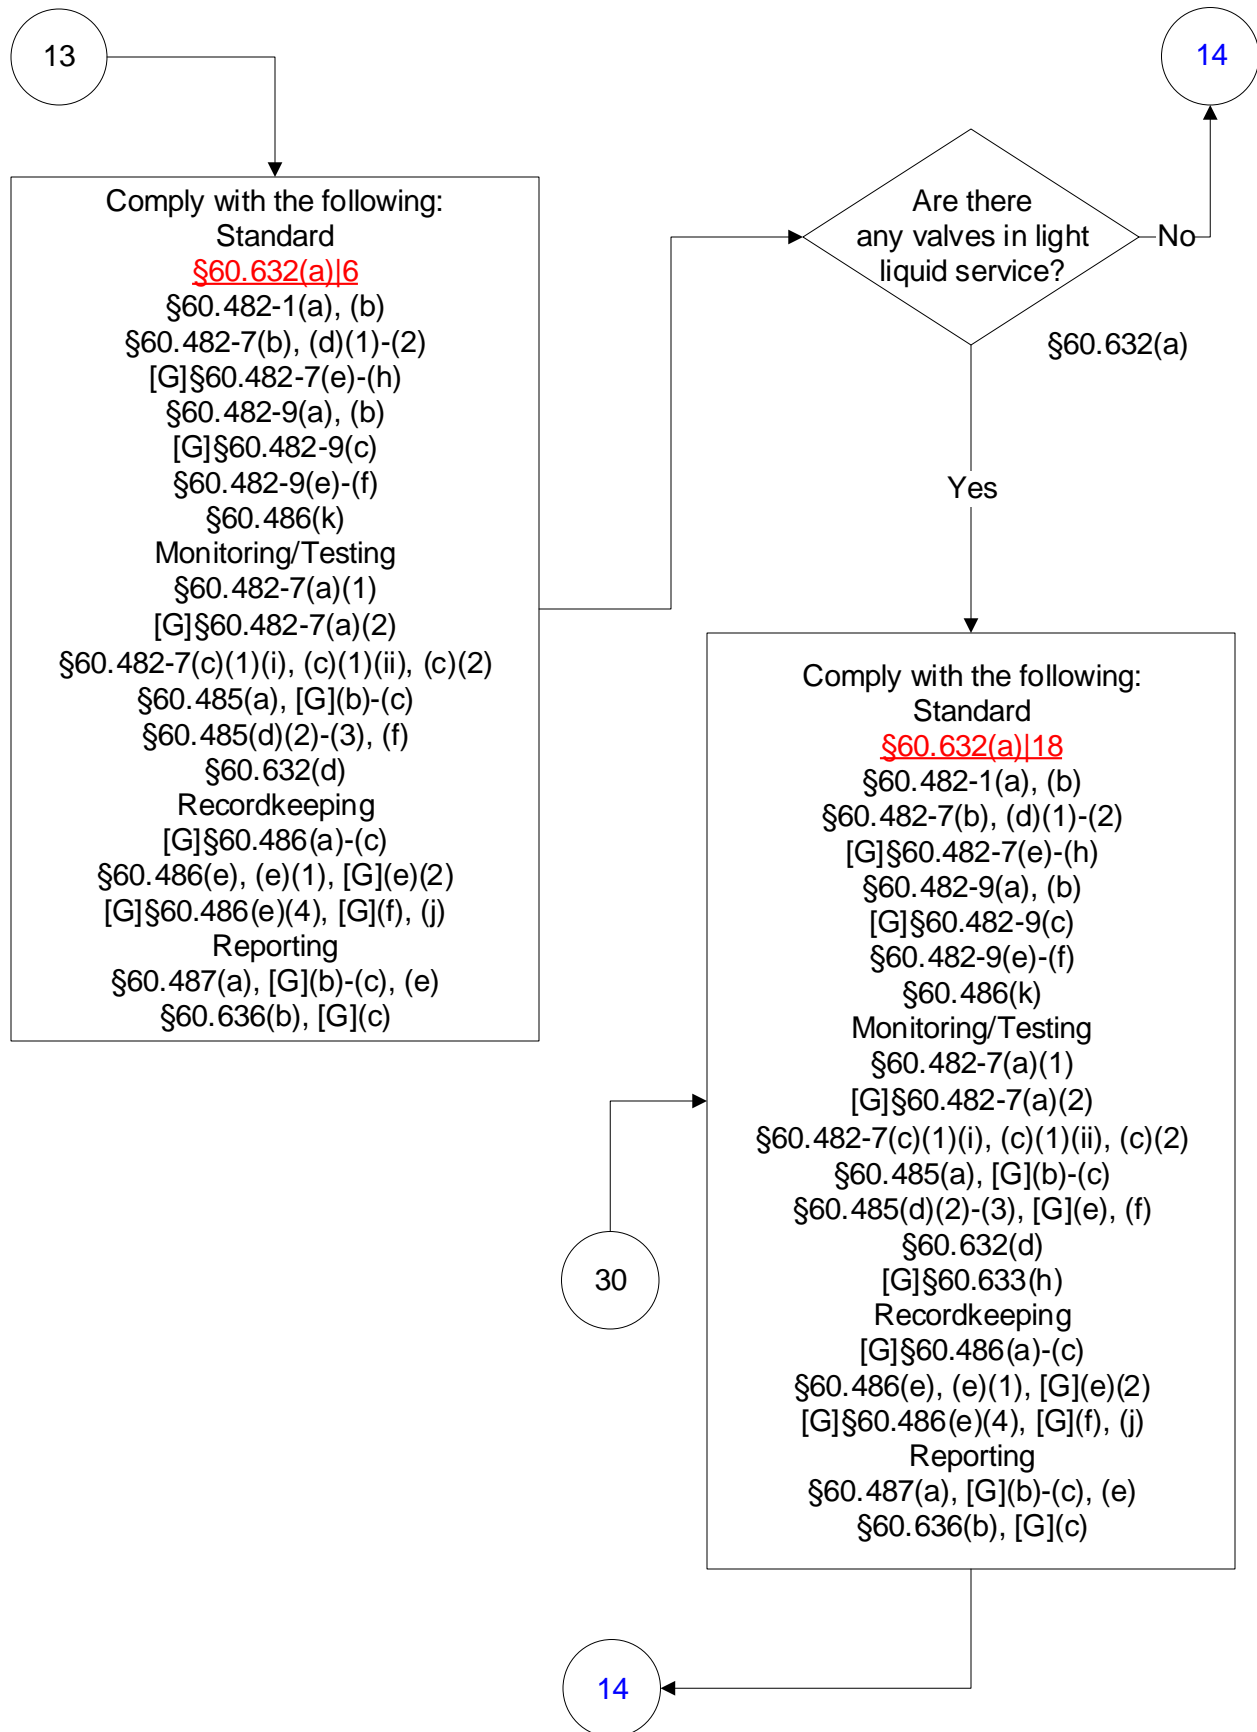 13
14
Comply with the following:
Standard
§60.632(a)|6
§60.482-1(a), (b)
§60.482-7(b), (d)(1)-(2)
[G]§60.482-7(e)-(h)
§60.482-9(a), (b)
[G]§60.482-9(c)
§60.482-9(e)-(f)
§60.486(k)
Monitoring/Testing
§60.482-7(a)(1)
[G]§60.482-7(a)(2)
§60.482-7(c)(1)(i), (c)(1)(ii), (c)(2)
§60.485(a), [G](b)-(c)
§60.485(d)(2)-(3), (f)
§60.632(d)
Recordkeeping
[G]§60.486(a)-(c)
§60.486(e), (e)(1), [G](e)(2)
[G]§60.486(e)(4), [G](f), (j)
Reporting
§60.487(a), [G](b)-(c), (e)
§60.636(b), [G](c)
Are there
any valves in light
liquid service?
No
§60.632(a)
Yes
Comply with the following:
Standard
§60.632(a)|18
§60.482-1(a), (b)
§60.482-7(b), (d)(1)-(2)
[G]§60.482-7(e)-(h)
§60.482-9(a), (b)
[G]§60.482-9(c)
§60.482-9(e)-(f)
§60.486(k)
Monitoring/Testing
§60.482-7(a)(1)
[G]§60.482-7(a)(2)
§60.482-7(c)(1)(i), (c)(1)(ii), (c)(2)
§60.485(a), [G](b)-(c)
§60.485(d)(2)-(3), [G](e), (f)
§60.632(d)
[G]§60.633(h)
Recordkeeping
[G]§60.486(a)-(c)
§60.486(e), (e)(1), [G](e)(2)
[G]§60.486(e)(4), [G](f), (j)
Reporting
§60.487(a), [G](b)-(c), (e)
§60.636(b), [G](c)
30
14